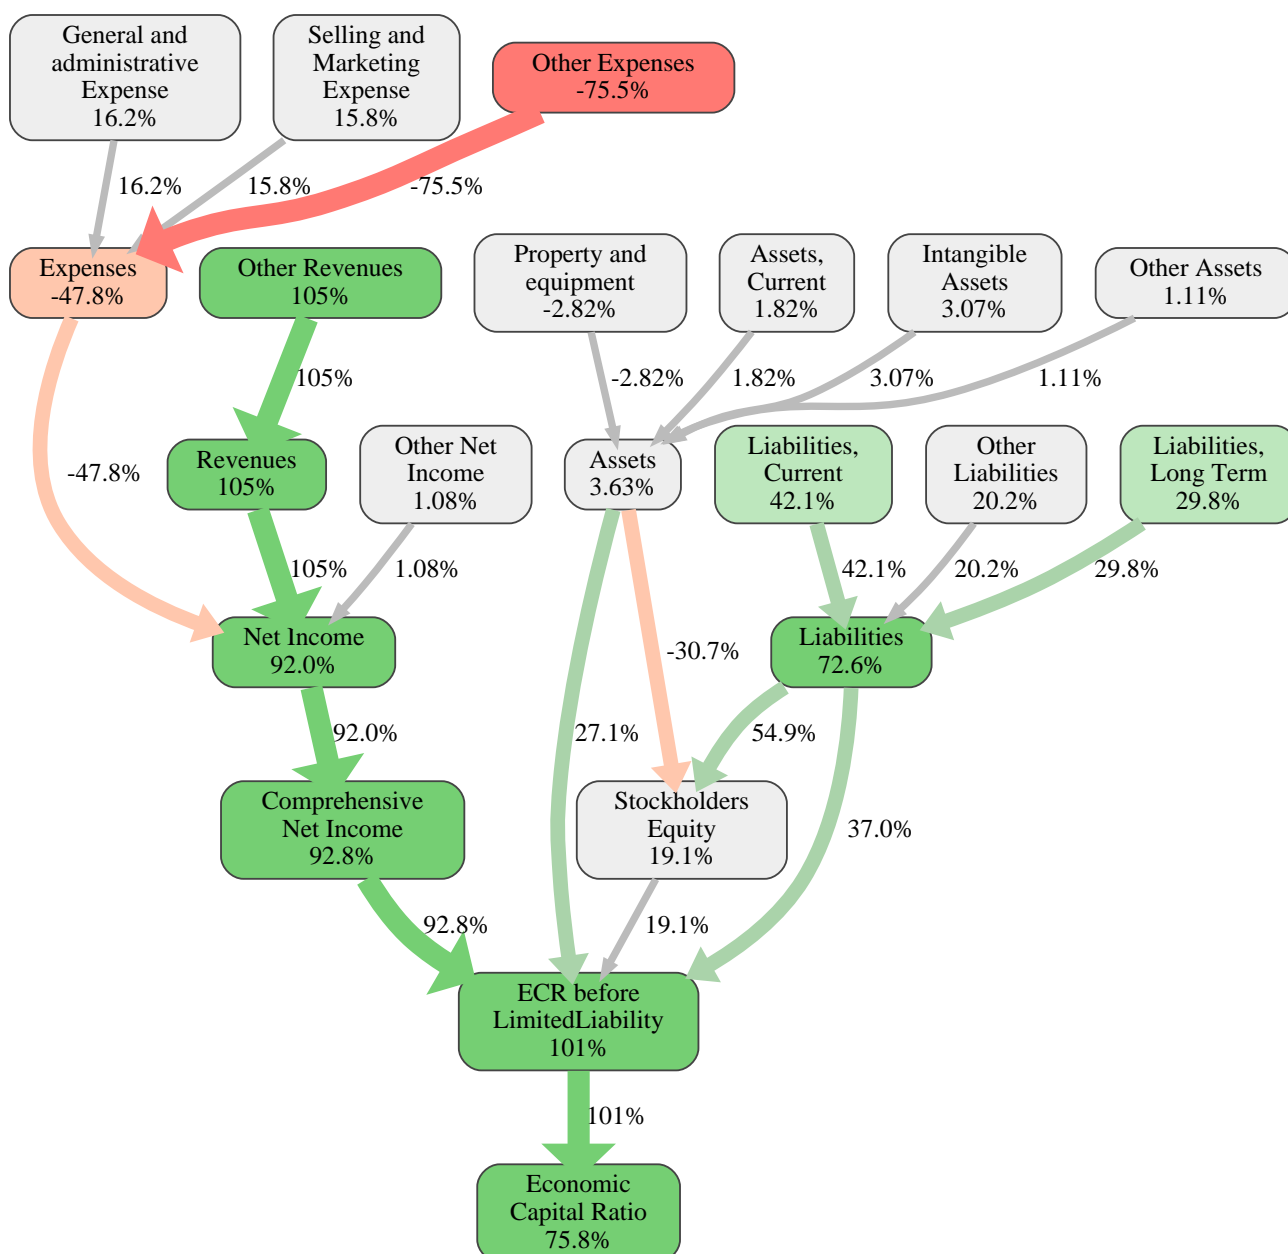 General and
administrative
Expense
16.2%
Selling and
Marketing
Expense
15.8%
Other Expenses
-75.5%
16.2%
15.8%
-75.5%
Expenses
-47.8%
Other Revenues
105%
Property and
equipment
-2.82%
Assets,
Current
1.82%
Intangible
Assets
3.07%
Other Assets
1.11%
105%
-2.82%
1.82%
3.07%
1.11%
-47.8%
Revenues
105%
Other Net
Income
1.08%
Assets
3.63%
Liabilities,
Current
42.1%
Other
Liabilities
20.2%
Liabilities,
Long Term
29.8%
105%
1.08%
42.1%
20.2%
29.8%
Net Income
92.0%
-30.7%
Liabilities
72.6%
92.0%
27.1%
54.9%
Comprehensive
Net Income
92.8%
Stockholders
Equity
19.1%
37.0%
92.8%
19.1%
ECR before
LimitedLiability
101%
101%
Economic
Capital Ratio
75.8%